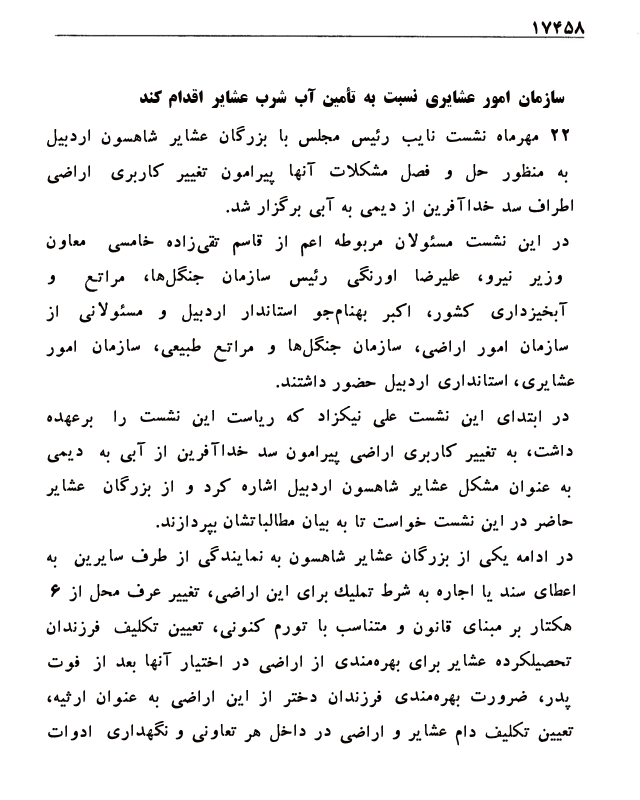 ۱۷۴۵۸
سازمان امور عشایری نسبت به تأمین آب شرب عشایر اقدام کند
۲۲ مهرماه نشست نایب رئیس مجلس با بزرگان عشایر شاهسون اردبیل
به منظور حل و فصل مشکلات آنها پیرامون تغییر کاربری اراضی
اطراف سد خداآفرین از دیمی به آبی برگزار شد.
در این نشست مسئولان مربوطه اعم از قاسم تقی‌زاده خامسی معاون
وزیر نیرو، علیرضا اورنگی رئیس سازمان جنگل‌ها، مراتع و
آبخیزداری کشور، اکبر بهنام‌جو استاندار اردبیل و مسئولانی از
سازمان امور اراضی، سازمان جنگل‌ها و مراتع طبیعی، سازمان امور
عشایری، استانداری اردبیل حضور داشتند.
در ابتدای این نشست علی نیکزاد که ریاست این نشست را برعهده
داشت، به تغییر کاربری اراضی پیرامون سد خداآفرین از آبی به دیمی
به عنوان مشکل عشایر شاهسون اردبیل اشاره کرد و از بزرگان عشایر
حاضر در این نشست خواست تا به بیان مطالباتشان بپردازند.
در ادامه یکی از بزرگان عشایر شاهسون به نمایندگی از طرف سایرین به
اعطای سند یا اجاره به شرط تملیك برای این اراضی، تغییر عرف محل از ۶
هکتار بر مبنای قانون و متناسب با تورم کنونی، تعیین تکلیف فرزندان
تحصیلکرده عشایر برای بهره‌مندی از اراضی در اختیار آنها بعد از فوت
پدر، ضرورت بهره‌مندی فرزندان دختر از این اراضی به عنوان ارثیه،
تعیین تکلیف دام عشایر و اراضی در داخل هر تعاونی و نگهداری ادوات